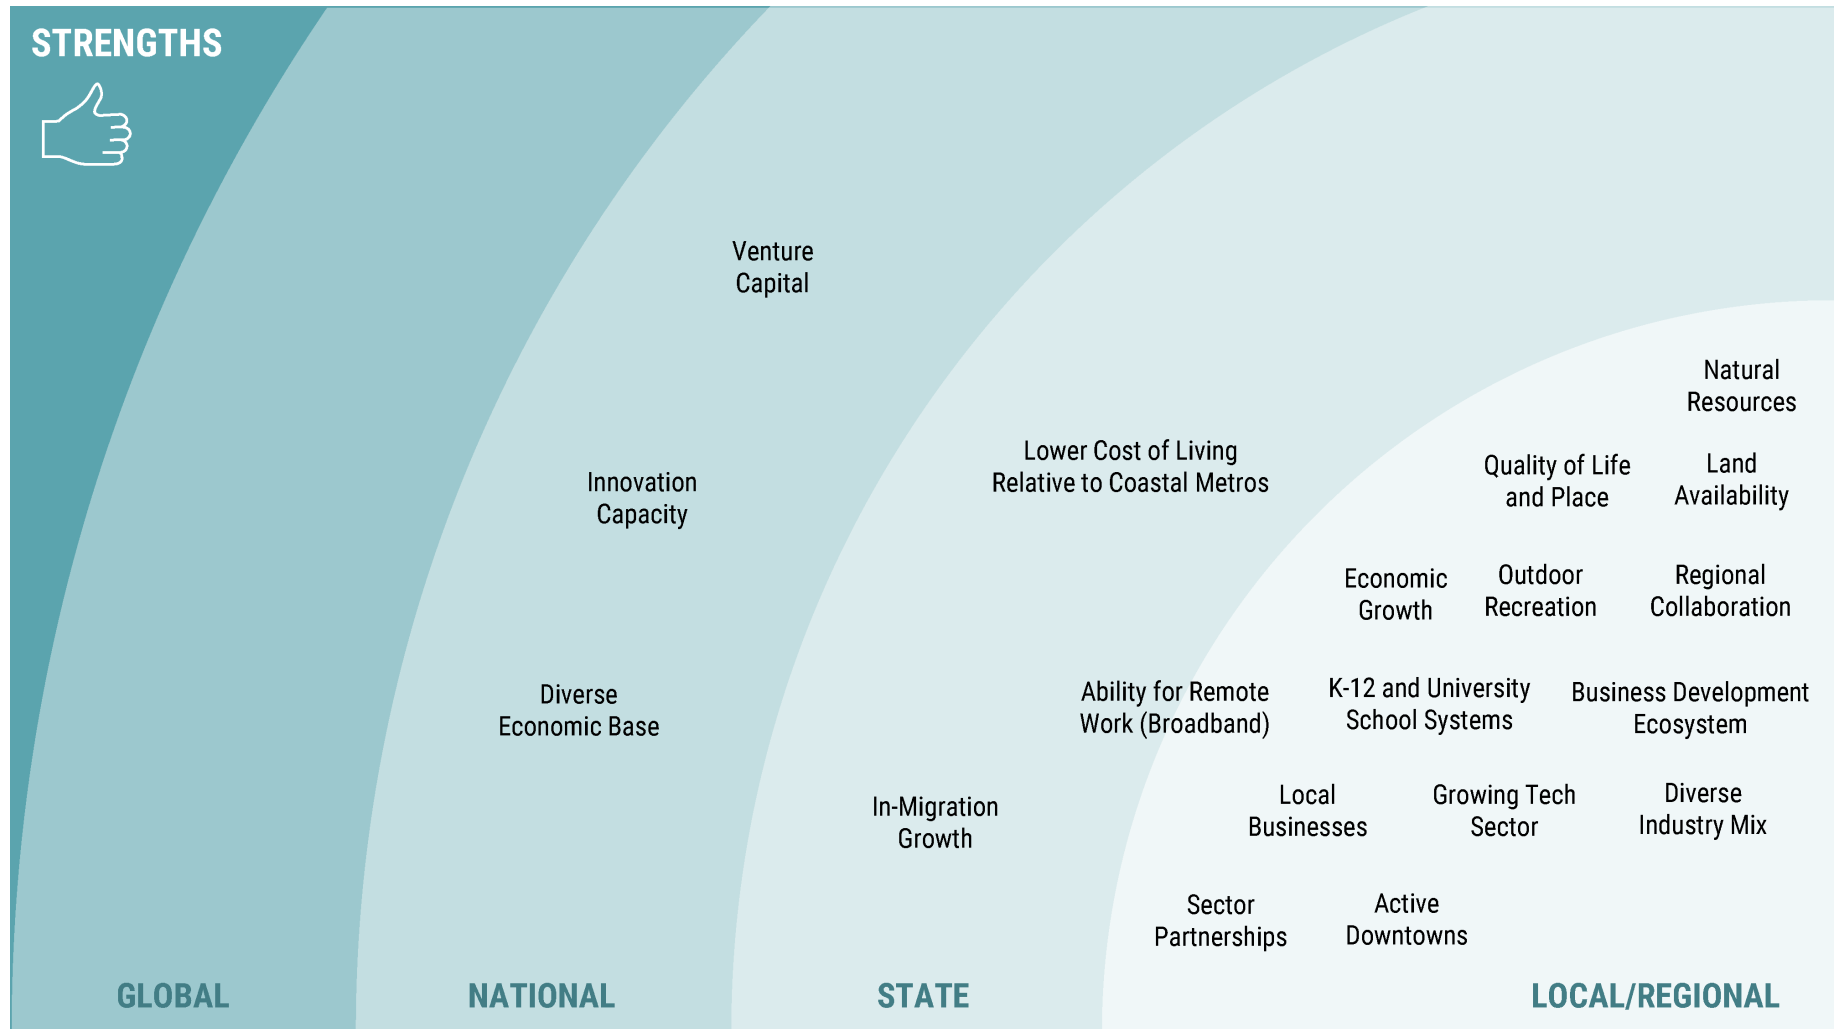 STRENGTHS
Venture
Capital
Innovation
Capacity
Diverse
Economic Base
Lower Cost of Living
Relative to Coastal Metros
In-Migration
Growth
Ability for Remote
Work (Broadband)
Natural
Resources
Quality of Life
and Place
Land
Availability
Economic
Growth
Outdoor
Recreation
Regional
Collaboration
K-12 and University
School Systems
Business Development
Ecosystem
Local
Businesses
Growing Tech
Sector
Diverse
Industry Mix
Sector
Partnerships
Active
Downtowns
GLOBAL
NATIONAL
STATE
LOCAL/REGIONAL